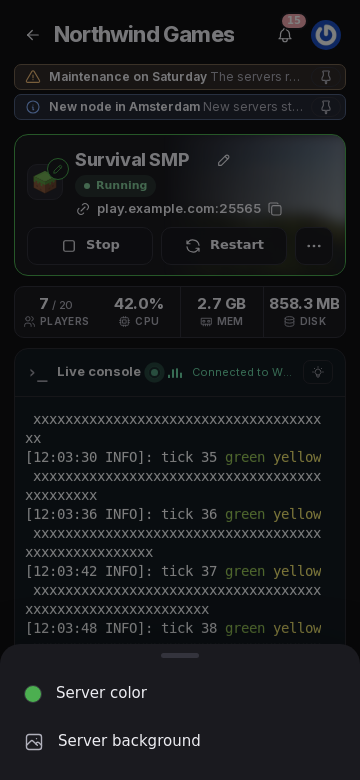 Northwind Games
15
Maintenance on Saturday The servers r...
New node in Amsterdam New servers st...
Survival SMP
Running
play.example.com:25565
Stop
Restart
7 / 20
PLAYERS
42.0%
CPU
2.7 GB
MEM
858.3 MB
DISK
Live console
Connected to W...
xxxxxxxxxxxxxxxxxxxxxxxxxxxxxxxxxxxx
xx
[12:03:30 INFO]: tick 35 green yellow
xxxxxxxxxxxxxxxxxxxxxxxxxxxxxxxxxxxx
xxxxxxxxx
[12:03:36 INFO]: tick 36 green yellow
xxxxxxxxxxxxxxxxxxxxxxxxxxxxxxxxxxxx
xxxxxxxxxxxxxxxx
[12:03:42 INFO]: tick 37 green yellow
xxxxxxxxxxxxxxxxxxxxxxxxxxxxxxxxxxxx
xxxxxxxxxxxxxxxxxxxxxxx
[12:03:48 INFO]: tick 38 green yellow
Server color
Server background